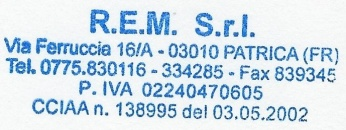 R.E.M. S.r.l.
Via Ferruccia 16/A - 03010 PATRICA (FR)
Tel. 0775.830116 - 334285 - Fax 839345
P. IVA 02240470605
CCIAA n. 138995 del 03.05.2002